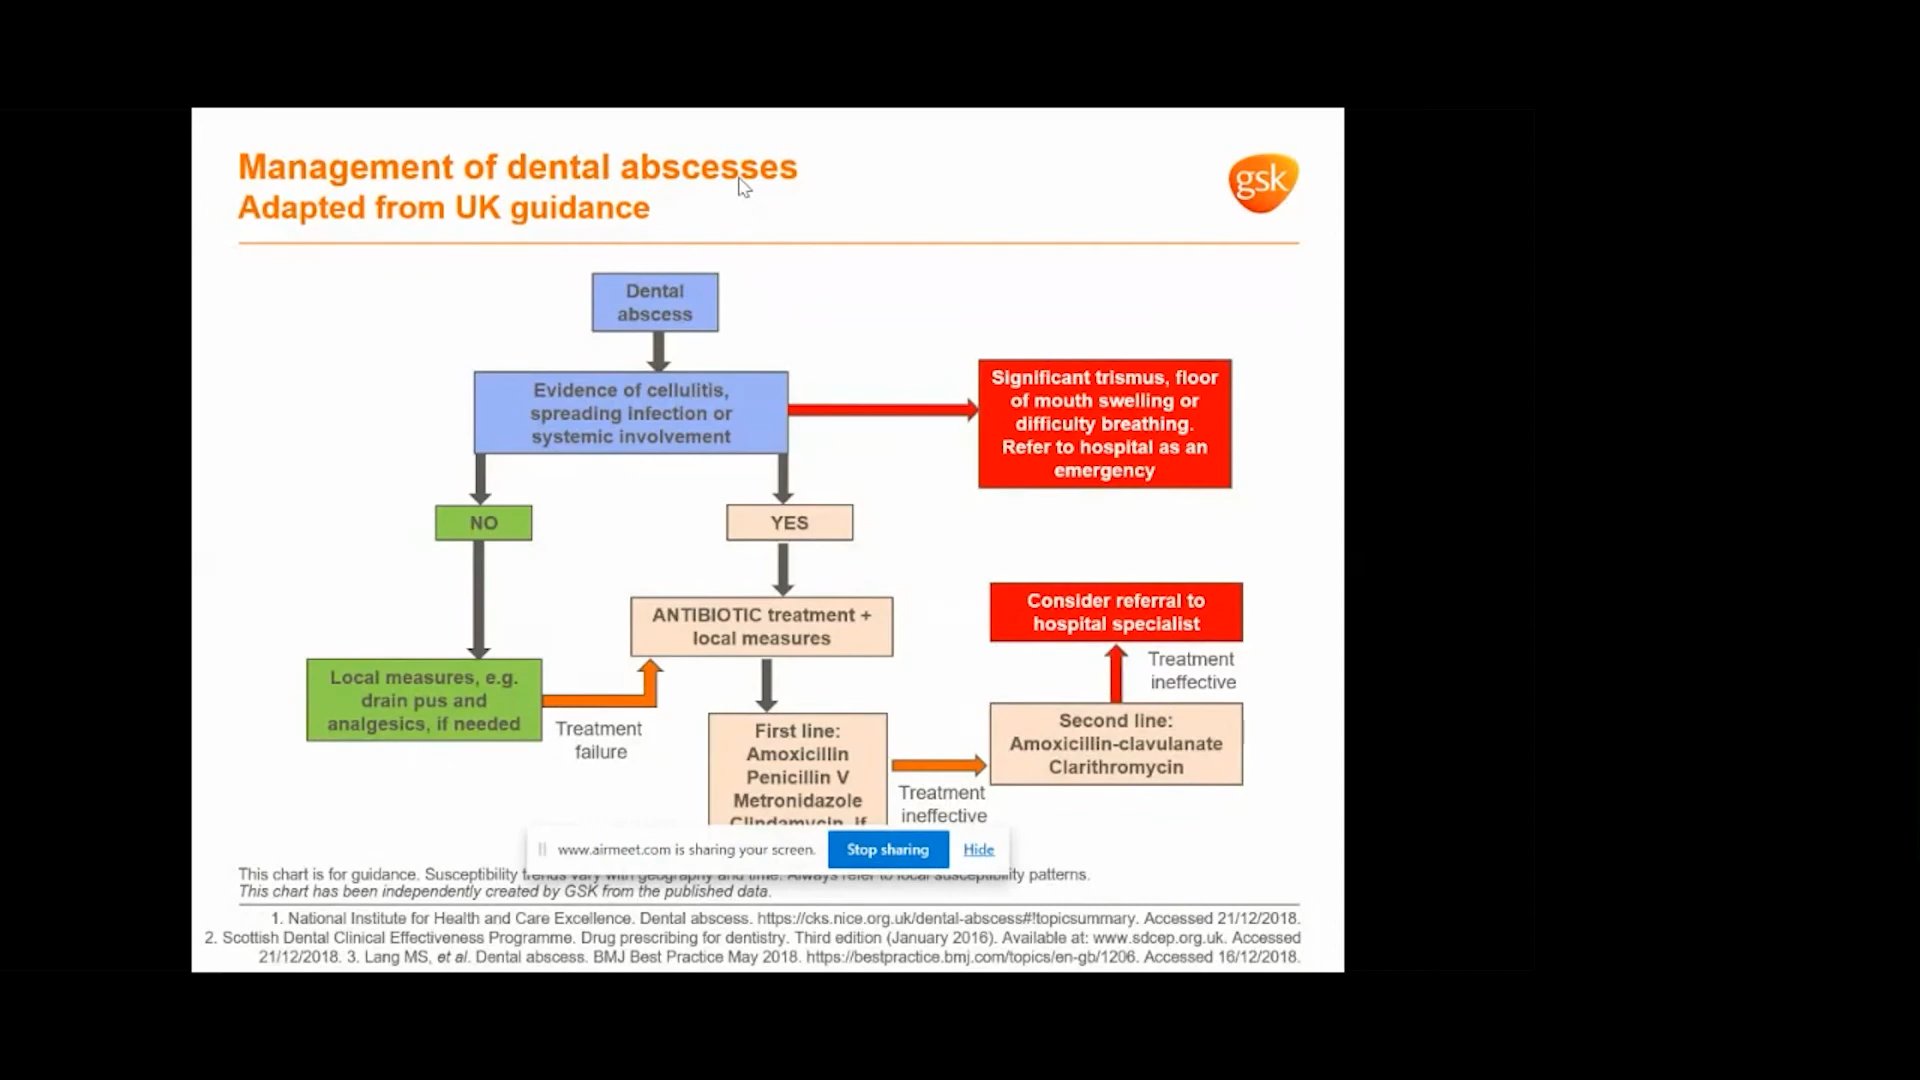 Management of dental abscesses
Adapted from UK guidance
gsk
Dental
abscess
Evidence of cellulitis,
spreading infection or
systemic involvement
Significant trismus, floor
of mouth swelling or
difficulty breathing.
Refer to hospital as an
emergency
NO
YES
ANTIBIOTIC treatment +
local measures
Consider referral to
hospital specialist
Treatment
ineffective
Local measures, e.g.
drain pus and
analgesics, if needed
Treatment
failure
First line:
Amoxicillin
Penicillin V
Metronidazole
Clindamycin, if
Treatment
ineffective
Second line:
Amoxicillin-clavulanate
Clarithromycin
www.airmeet.com is sharing your screen.
Stop sharing
Hide
This chart is for guidance. Susceptibility trends vary with geography and time. Always refer to local susceptibility patterns.
This chart has been independently created by GSK from the published data.
1. National Institute for Health and Care Excellence. Dental abscess. https://cks.nice.org.uk/dental-abscess#!topicsummary. Accessed 21/12/2018.
2. Scottish Dental Clinical Effectiveness Programme. Drug prescribing for dentistry. Third edition (January 2016). Available at: www.sdcep.org.uk. Accessed
21/12/2018. 3. Lang MS, et al. Dental abscess. BMJ Best Practice May 2018. https://bestpractice.bmj.com/topics/en-gb/1206. Accessed 16/12/2018.